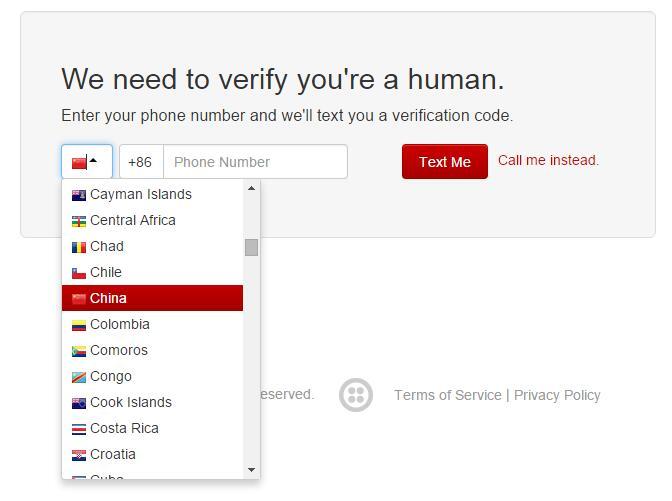 We need to verify you're a human.
Enter your phone number and we'll text you a verification code.
+86 Phone Number Text Me Call me instead.
Cayman Islands
Central Africa
Chad
Chile
China
Colombia
Comoros
Congo
Cook Islands
Costa Rica
Croatia
Cuba
eserved. Terms of Service | Privacy Policy